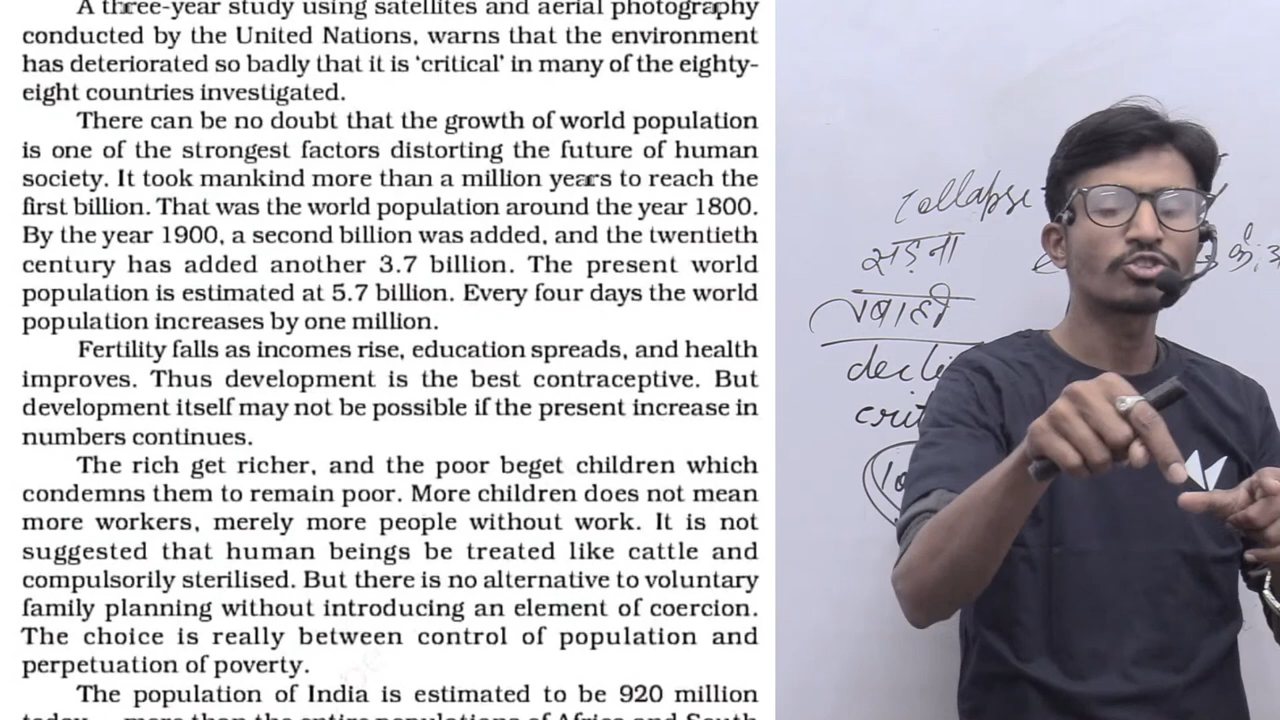 A three-year study using satellites and aerial photography
conducted by the United Nations, warns that the environment
has deteriorated so badly that it is ‘critical’ in many of the eighty-
eight countries investigated.
There can be no doubt that the growth of world population
is one of the strongest factors distorting the future of human
society. It took mankind more than a million years to reach the
first billion. That was the world population around the year 1800.
By the year 1900, a second billion was added, and the twentieth
century has added another 3.7 billion. The present world
population is estimated at 5.7 billion. Every four days the world
population increases by one million.
Fertility falls as incomes rise, education spreads, and health
improves. Thus development is the best contraceptive. But
development itself may not be possible if the present increase in
numbers continues.
The rich get richer, and the poor beget children which
condemns them to remain poor. More children does not mean
more workers, merely more people without work. It is not
suggested that human beings be treated like cattle and
compulsorily sterilised. But there is no alternative to voluntary
family planning without introducing an element of coercion.
The choice is really between control of population and
perpetuation of poverty.
The population of India is estimated to be 920 million
today — more than the entire populations of Africa and South
collapse
सड़ना
तबाही